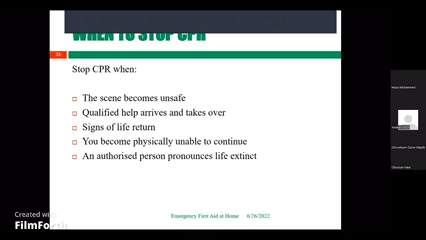 WHEN TO STOP CPR
33
Stop CPR when:
The scene becomes unsafe
Qualified help arrives and takes over
Signs of life return
You become physically unable to continue
An authorised person pronounces life extinct
Emergency First Aid at Home 6/26/2022
Created with